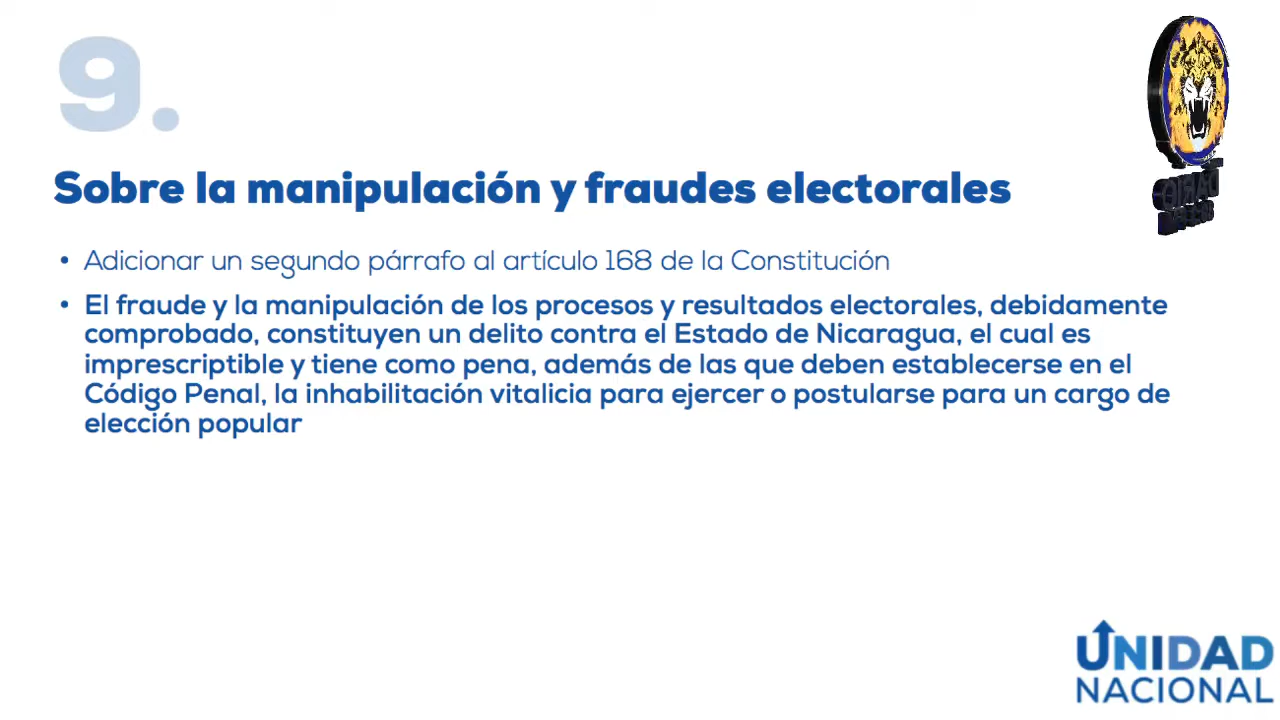 9.
Sobre la manipulación y fraudes electorales
• Adicionar un segundo párrafo al artículo 168 de la Constitución
• El fraude y la manipulación de los procesos y resultados electorales, debidamente
comprobado, constituyen un delito contra el Estado de Nicaragua, el cual es
imprescriptible y tiene como pena, además de las que deben establecerse en el
Código Penal, la inhabilitación vitalicia para ejercer o postularse para un cargo de
elección popular
UNIDAD
NACIONAL